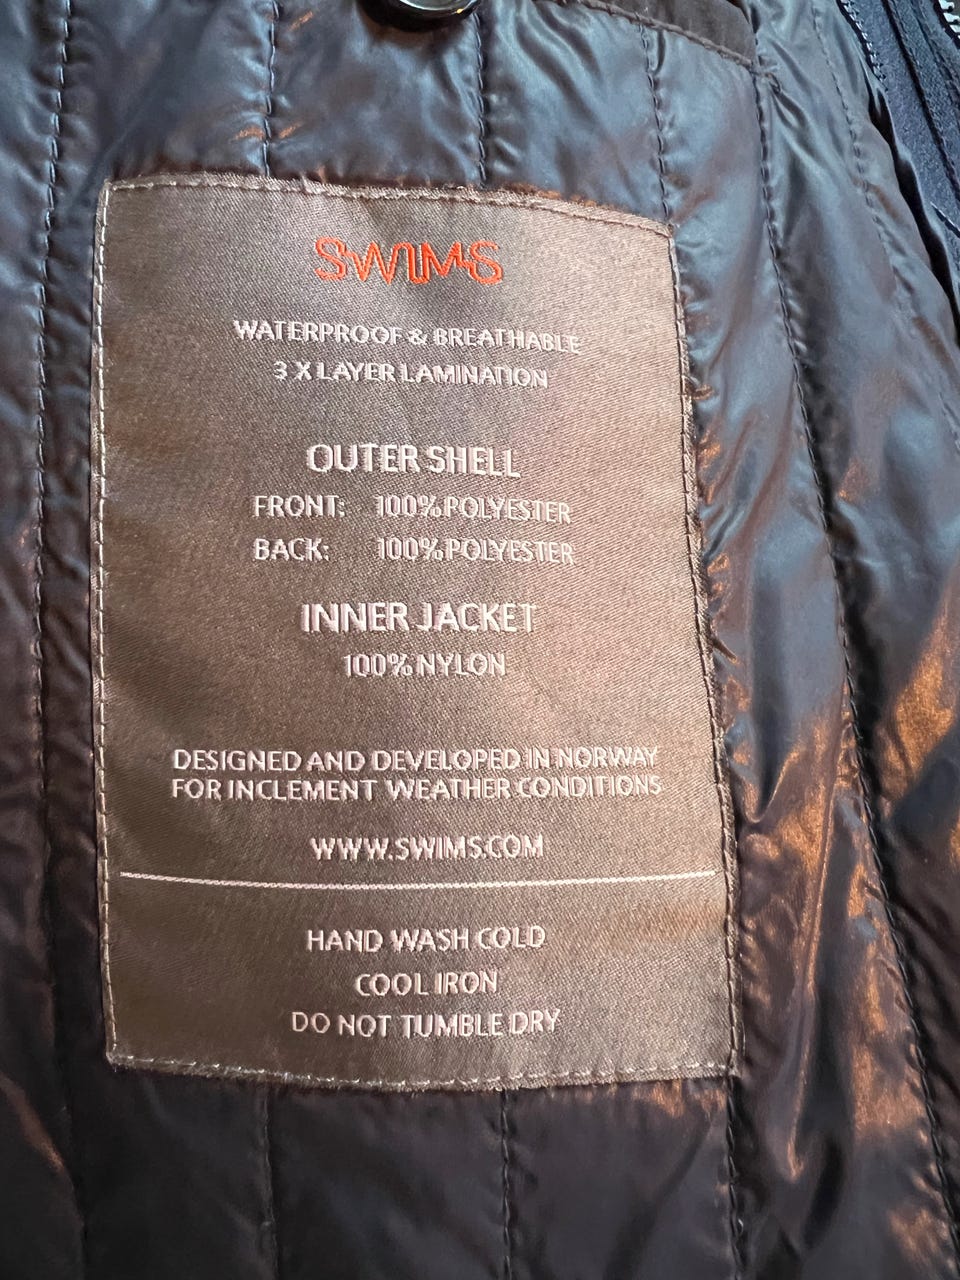 SWIMS
WATERPROOF & BREATHABLE
3 X LAYER LAMINATION
OUTER SHELL
FRONT: 100% POLYESTER
BACK: 100% POLYESTER
INNER JACKET
100% NYLON
DESIGNED AND DEVELOPED IN NORWAY
FOR INCLEMENT WEATHER CONDITIONS
WWW.SWIMS.COM
HAND WASH COLD
COOL IRON
DO NOT TUMBLE DRY